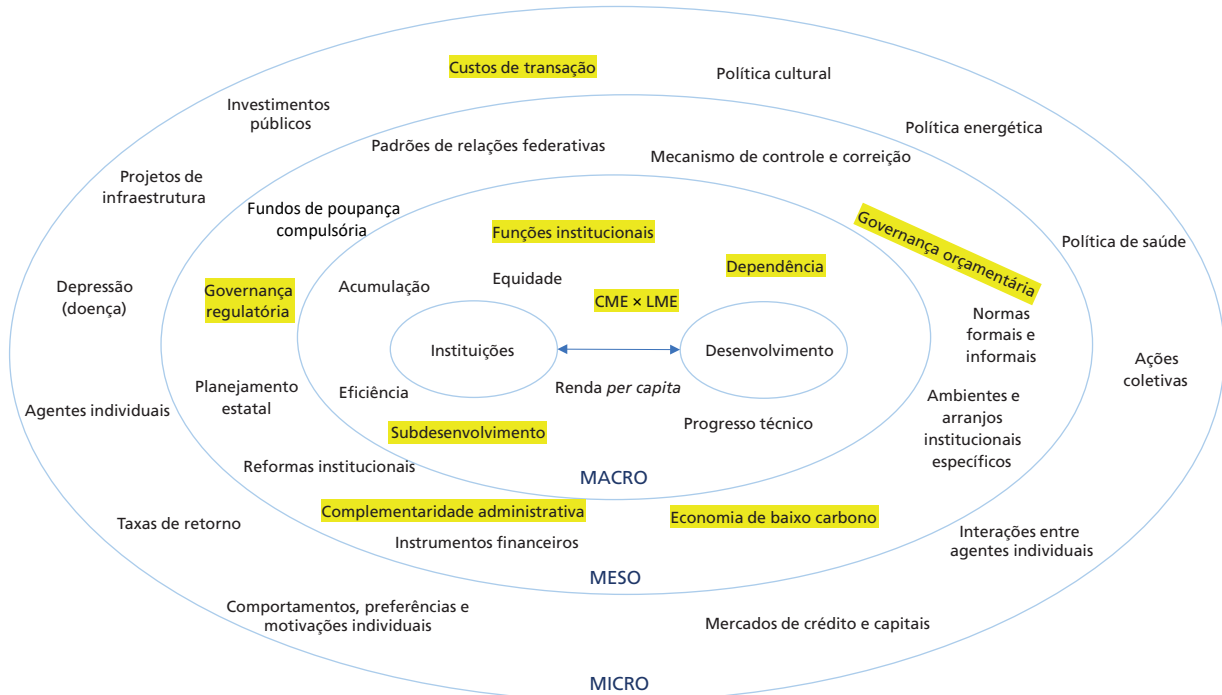 Custos de transação
Política cultural
Investimentos
públicos
Política energética
Padrões de relações federativas
Mecanismo de controle e correição
Projetos de
infraestrutura
Fundos de poupança
compulsória
Funções institucionais
Governança orçamentária
Política de saúde
Dependência
Equidade
Acumulação
Depressão
(doença)
Governança
regulatória
CME × LME
Normas
formais e
informais
Instituições
Desenvolvimento
Ações
coletivas
Renda per capita
Eficiência
Planejamento
estatal
Agentes individuais
Ambientes e
arranjos
institucionais
específicos
Progresso técnico
Subdesenvolvimento
Reformas institucionais
MACRO
Complementaridade administrativa
Economia de baixo carbono
Taxas de retorno
Instrumentos financeiros
Interações entre
agentes individuais
MESO
Comportamentos, preferências e
motivações individuais
Mercados de crédito e capitais
MICRO